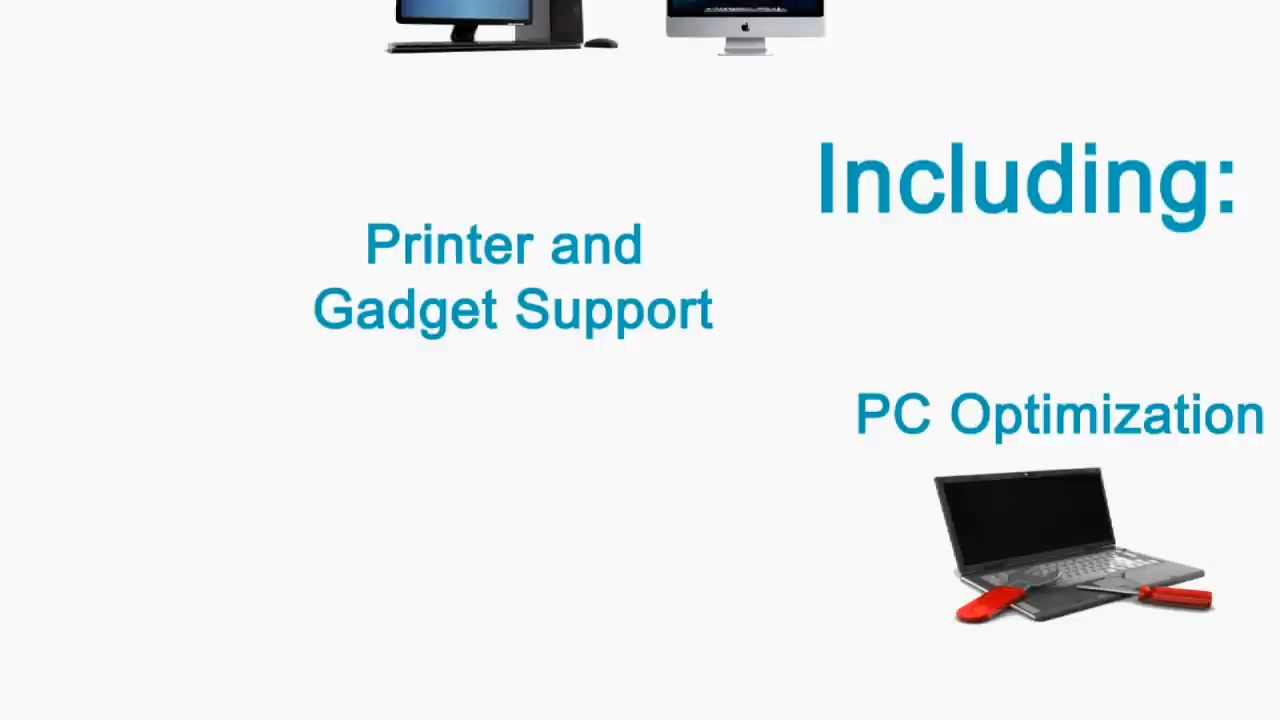 Including:
Printer and
Gadget Support
PC Optimization